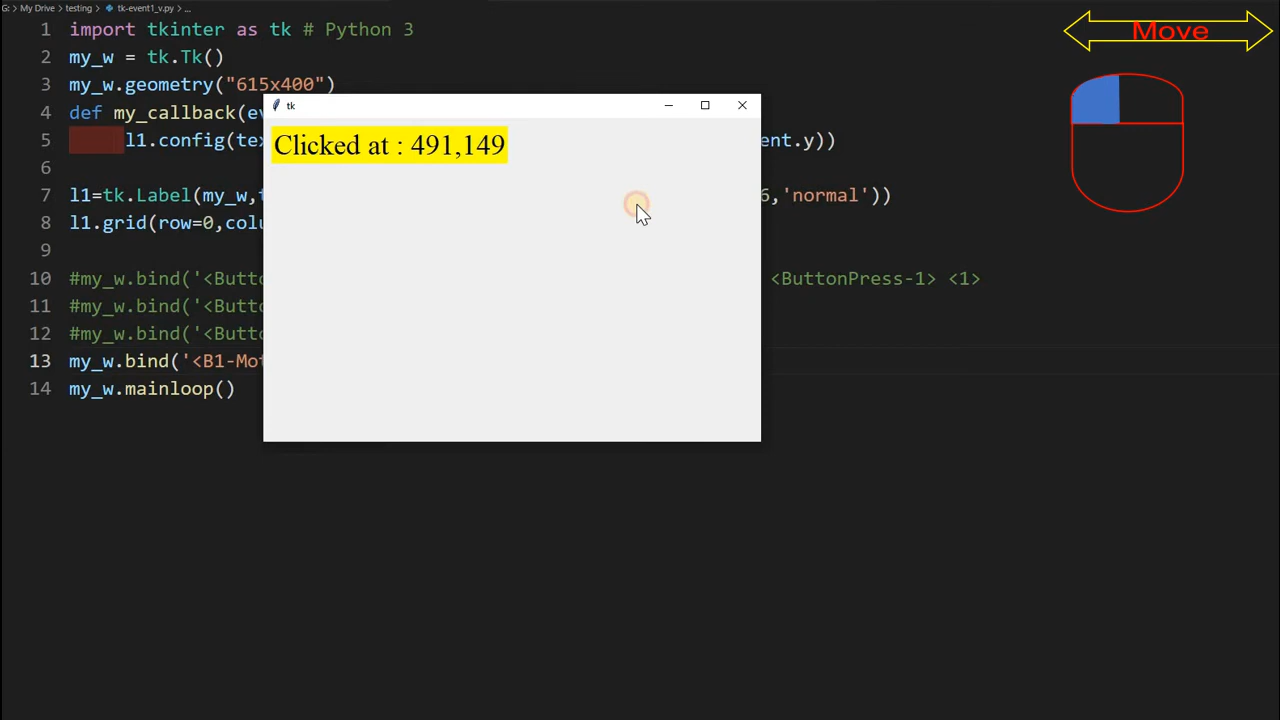 G: > My Drive > testing > tk-event1_v.py > ...
1 import tkinter as tk # Python 3
2 my_w = tk.Tk()
3 my_w.geometry("615x400")
4 def my_callback(ev
5 l1.config(tex ent.y))
6
7 l1=tk.Label(my_w,t 6,'normal'))
8 l1.grid(row=0,colu
9
10 #my_w.bind('<Butto <ButtonPress-1> <1>
11 #my_w.bind('<Butto
12 #my_w.bind('<Butto
13 my_w.bind('<B1-Mot
14 my_w.mainloop()
tk
Clicked at : 491,149
Move